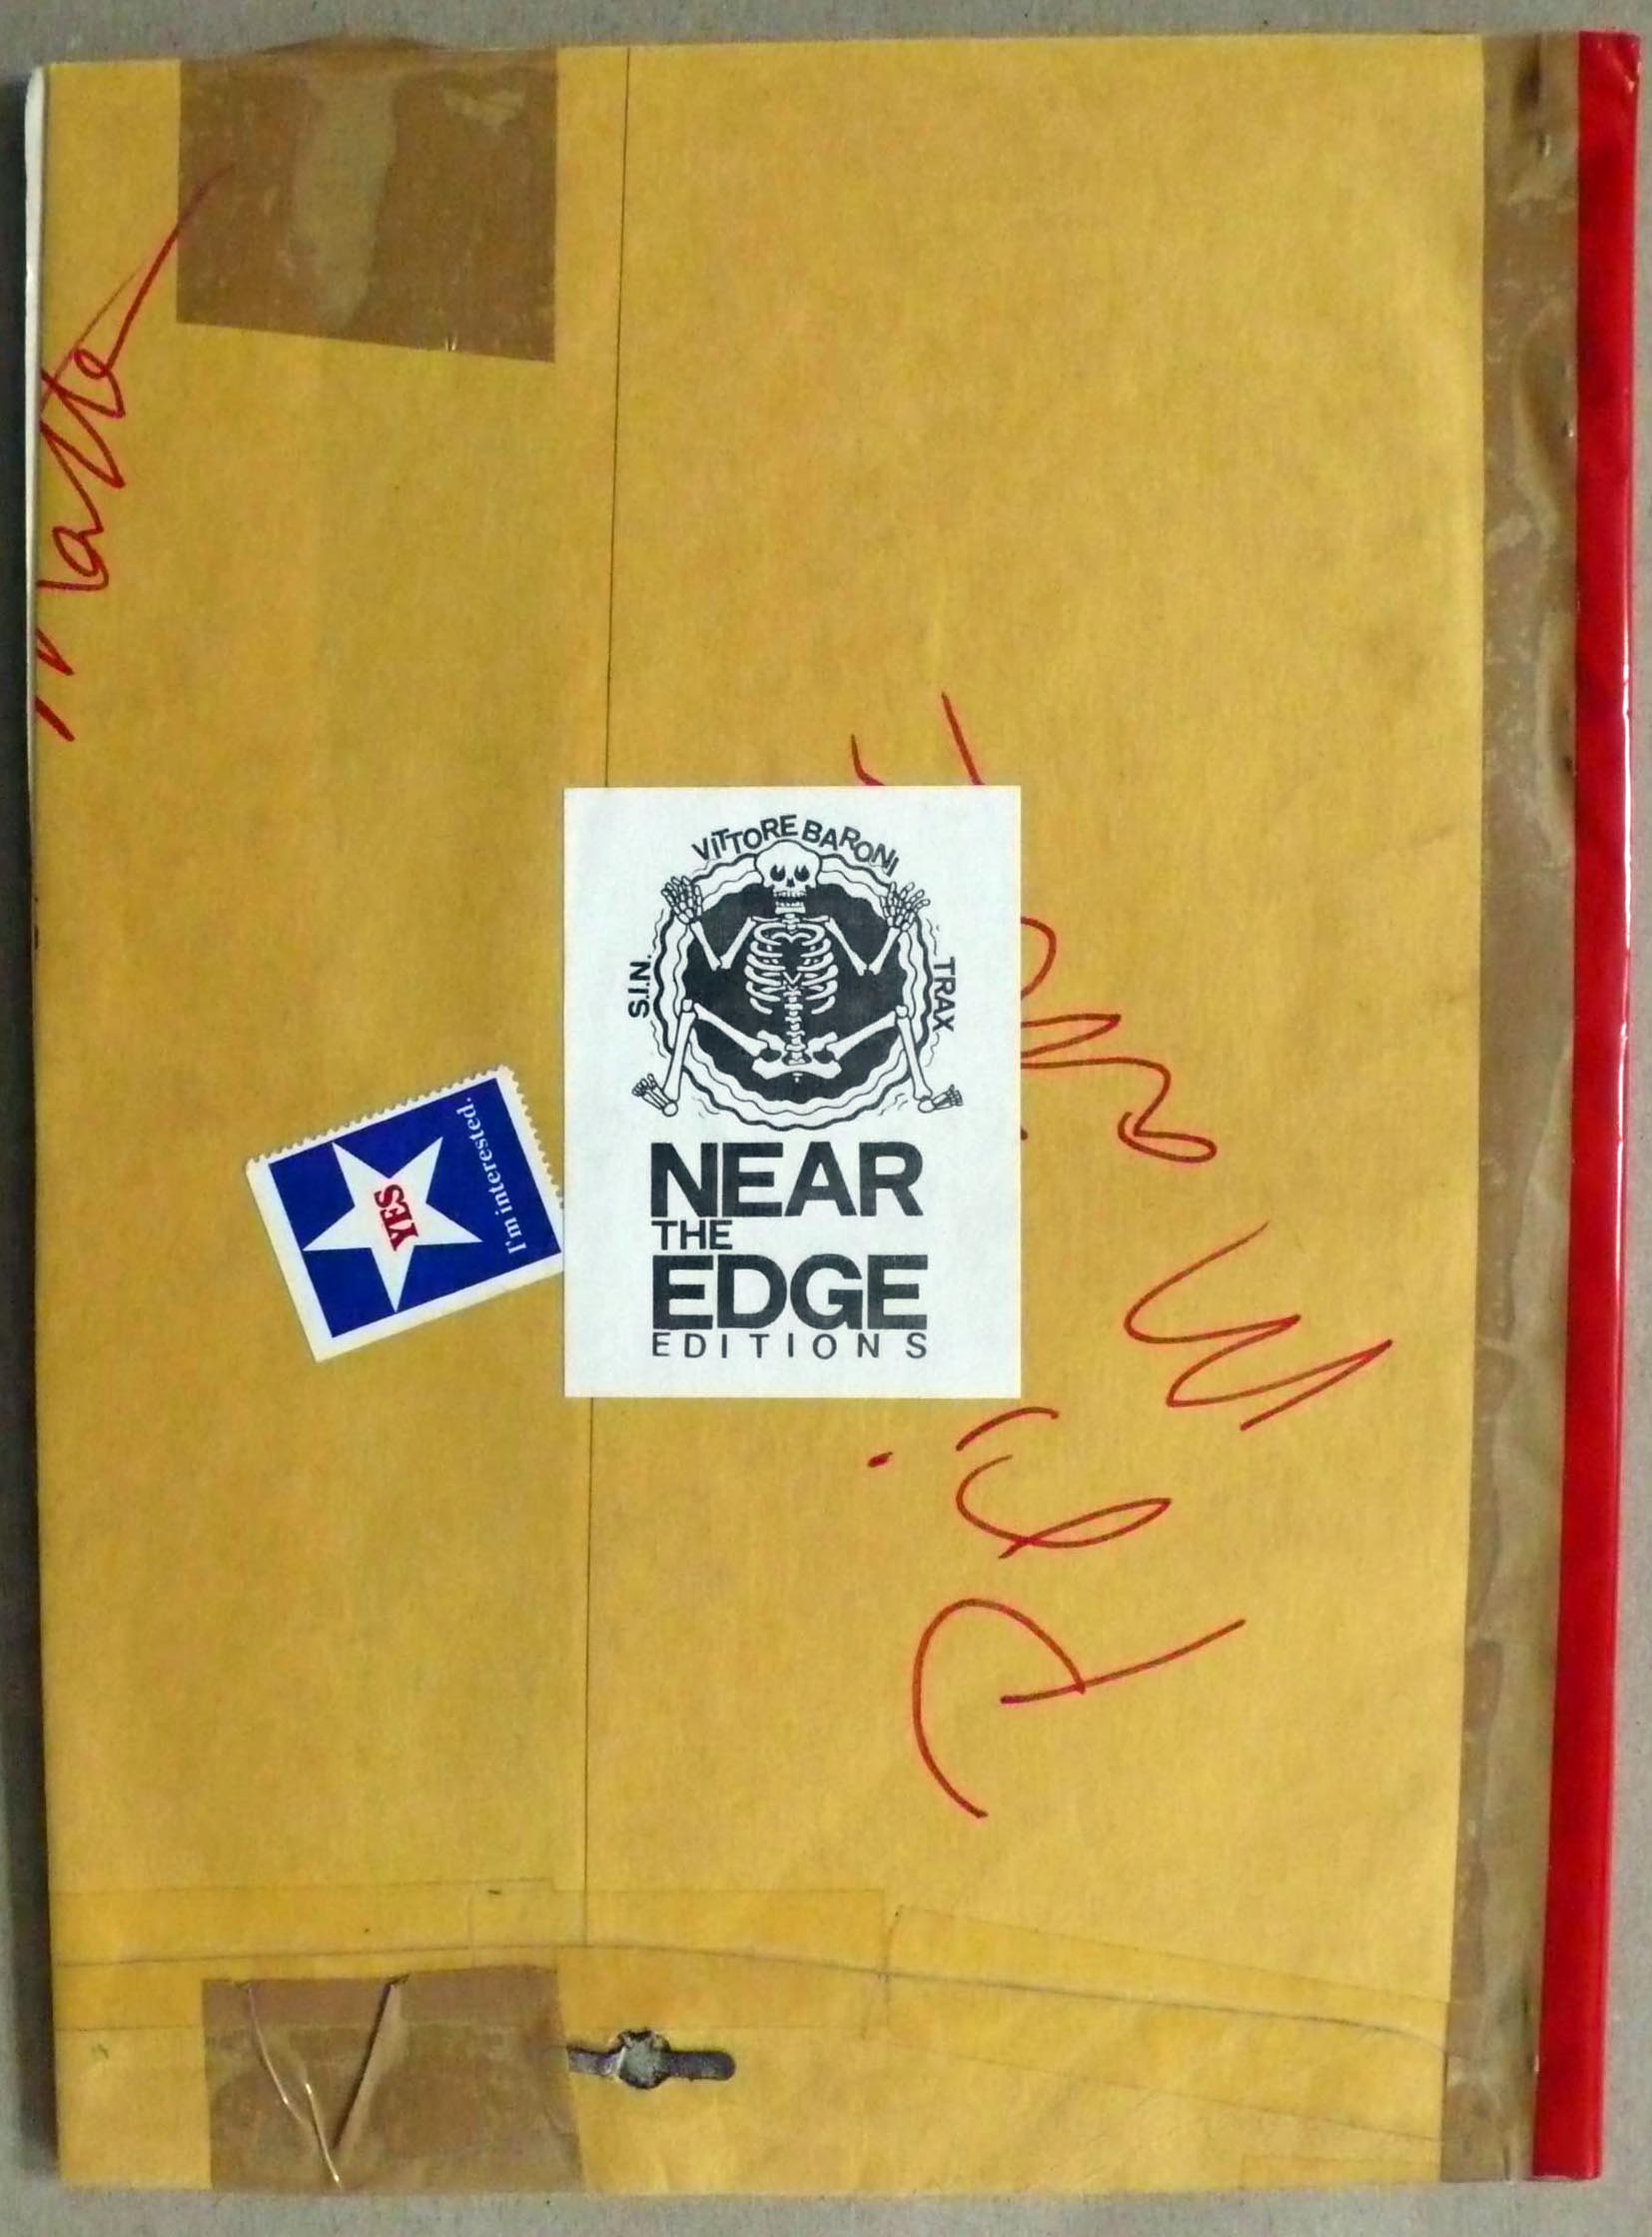 VITTORE BARONI
S.I.N.
TRAX
NEAR
THE
EDGE
EDITIONS
YES
I'm interested.